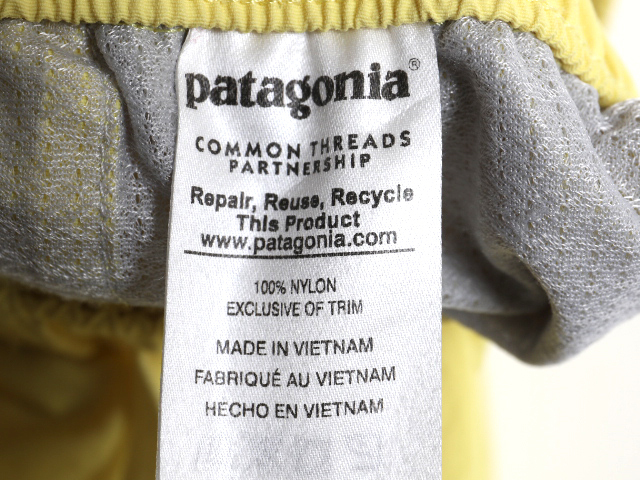 patagonia®
COMMON THREADS
PARTNERSHIP
Repair, Reuse, Recycle
This Product
www.patagonia.com
100% NYLON
EXCLUSIVE OF TRIM
MADE IN VIETNAM
FABRIQUÉ AU VIETNAM
HECHO EN VIETNAM